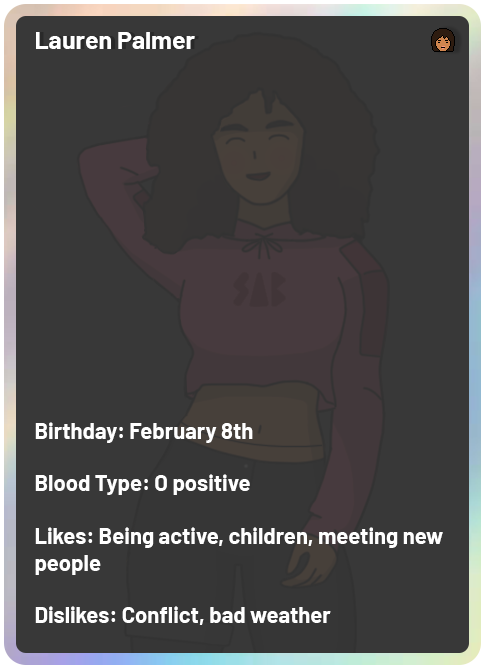 Lauren Palmer
SAB
Birthday: February 8th
Blood Type: O positive
Likes: Being active, children, meeting new
people
Dislikes: Conflict, bad weather